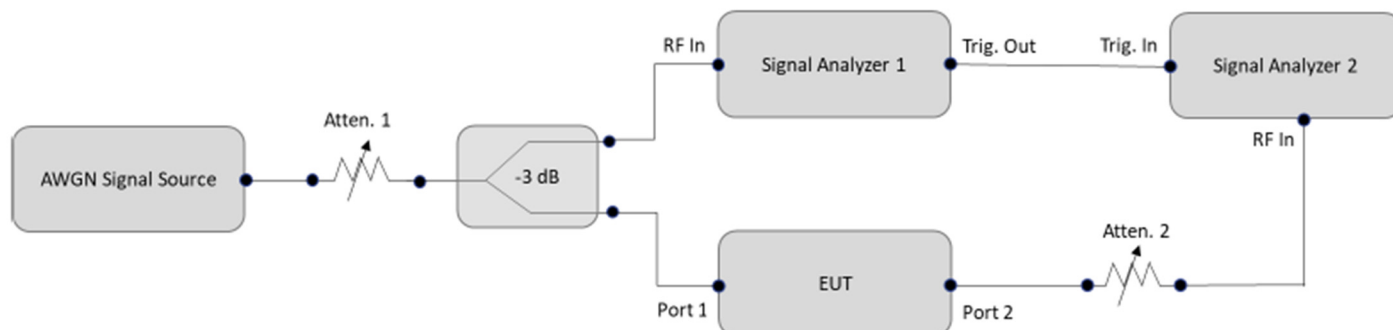 RF In
Signal Analyzer 1
Trig. Out
Trig. In
Signal Analyzer 2
Atten. 1
RF In
AWGN Signal Source
-3 dB
Atten. 2
EUT
Port 1
Port 2